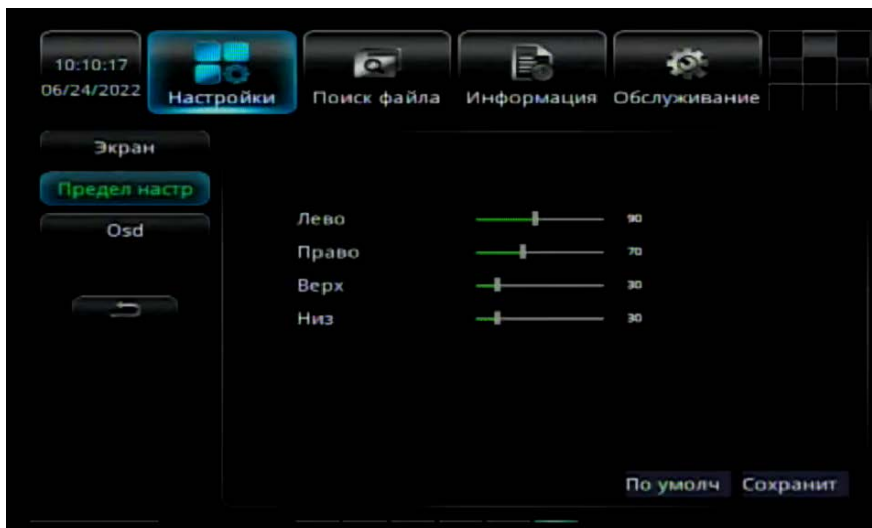 10:10:17
06/24/2022
Настройки
Поиск файла
Информация
Обслуживание
Экран
Предел настр
Osd
Лево 90
Право 70
Верх 30
Низ 30
По умолч Сохранит